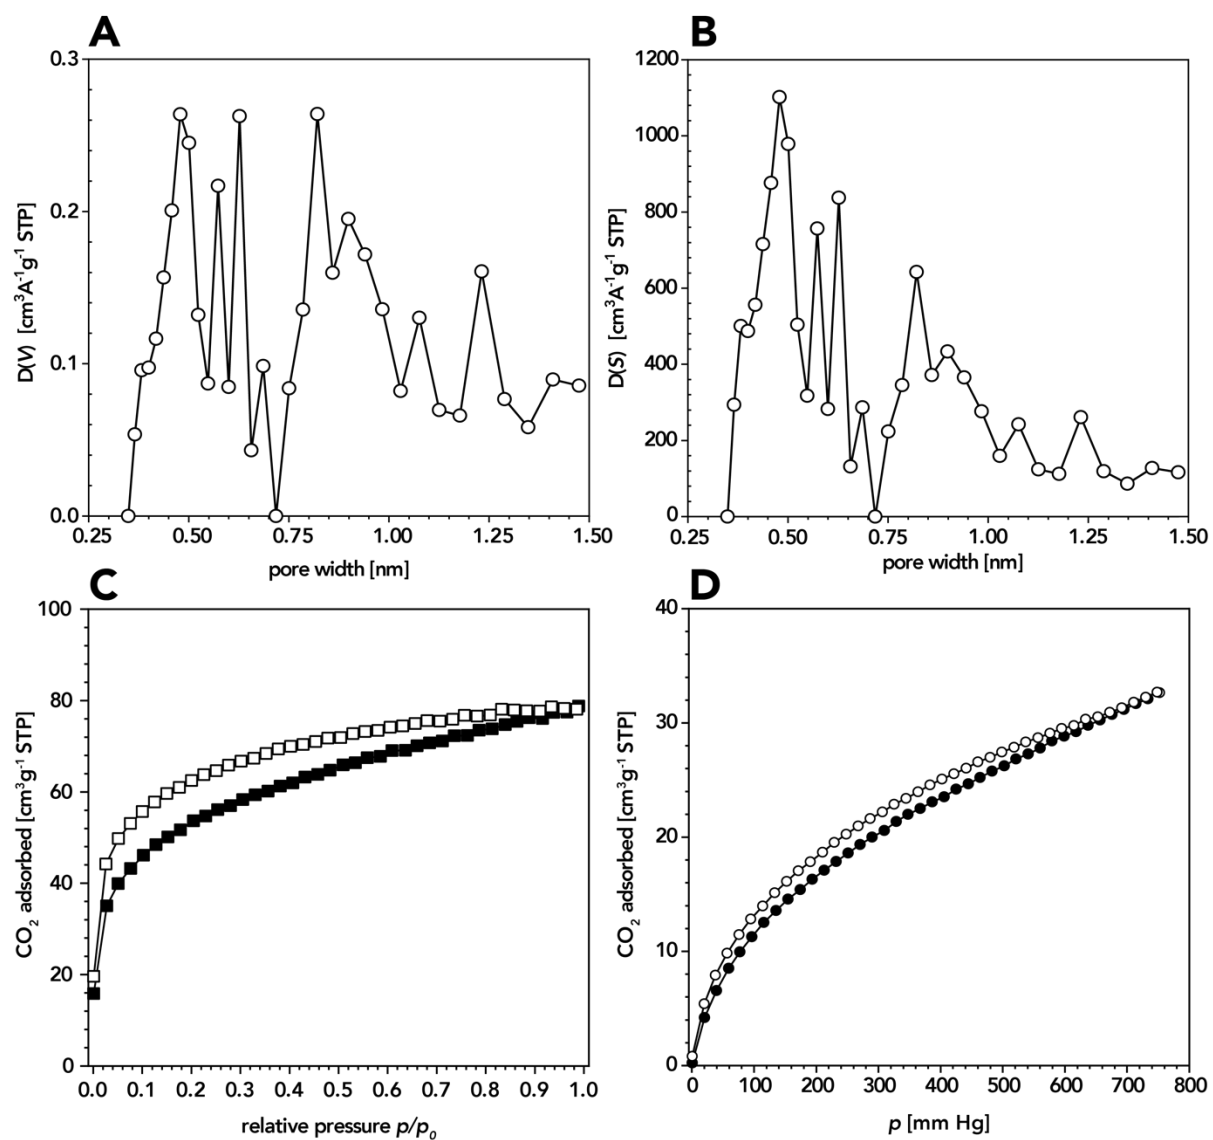 A
0.3
0.2
0.1
0.0
D(V) [cm³A⁻¹g⁻¹ STP]
0.25 0.50 0.75 1.00 1.25 1.50
pore width [nm]
B
1200
1000
800
600
400
200
0
D(S) [cm³A⁻¹g⁻¹ STP]
0.25 0.50 0.75 1.00 1.25 1.50
pore width [nm]
C
100
80
60
40
20
0
CO₂ adsorbed [cm³g⁻¹ STP]
0.0 0.1 0.2 0.3 0.4 0.5 0.6 0.7 0.8 0.9 1.0
relative pressure p/p₀
D
40
30
20
10
0
CO₂ adsorbed [cm³g⁻¹ STP]
0 100 200 300 400 500 600 700 800
p [mm Hg]